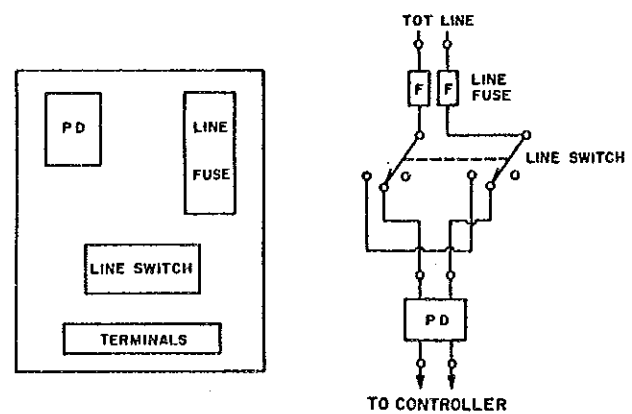 PD
LINE
FUSE
LINE SWITCH
TERMINALS
TOT LINE
F
F
LINE
FUSE
LINE SWITCH
PD
TO CONTROLLER